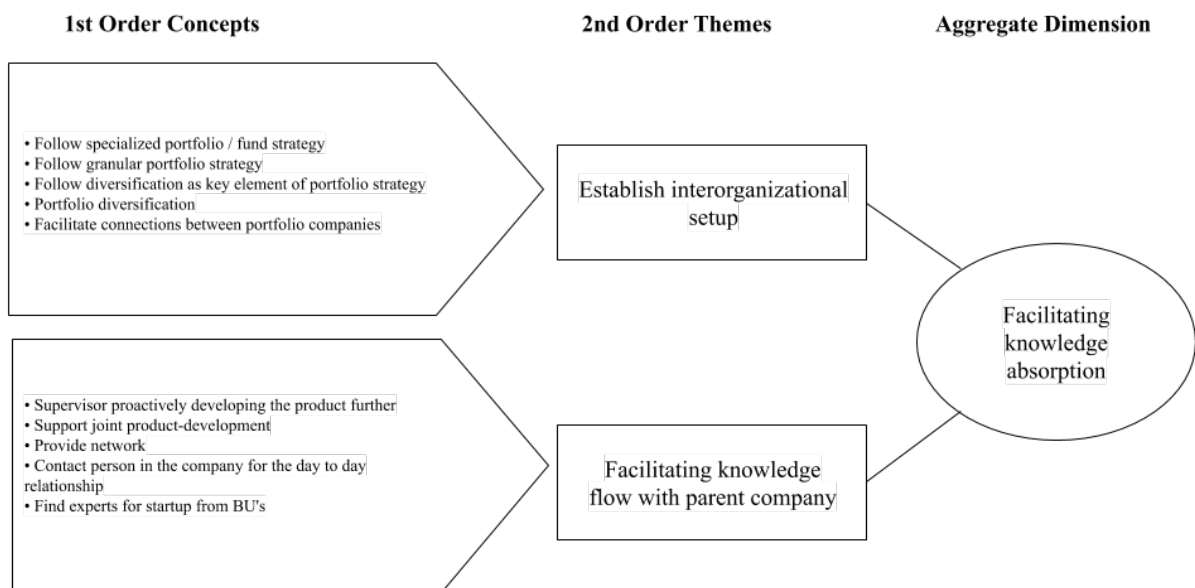 1st Order Concepts
2nd Order Themes
Aggregate Dimension
• Follow specialized portfolio / fund strategy
• Follow granular portfolio strategy
• Follow diversification as key element of portfolio strategy
• Portfolio diversification
• Facilitate connections between portfolio companies
Establish interorganizational
setup
• Supervisor proactively developing the product further
• Support joint product-development
• Provide network
• Contact person in the company for the day to day
relationship
• Find experts for startup from BU's
Facilitating knowledge
flow with parent company
Facilitating
knowledge
absorption